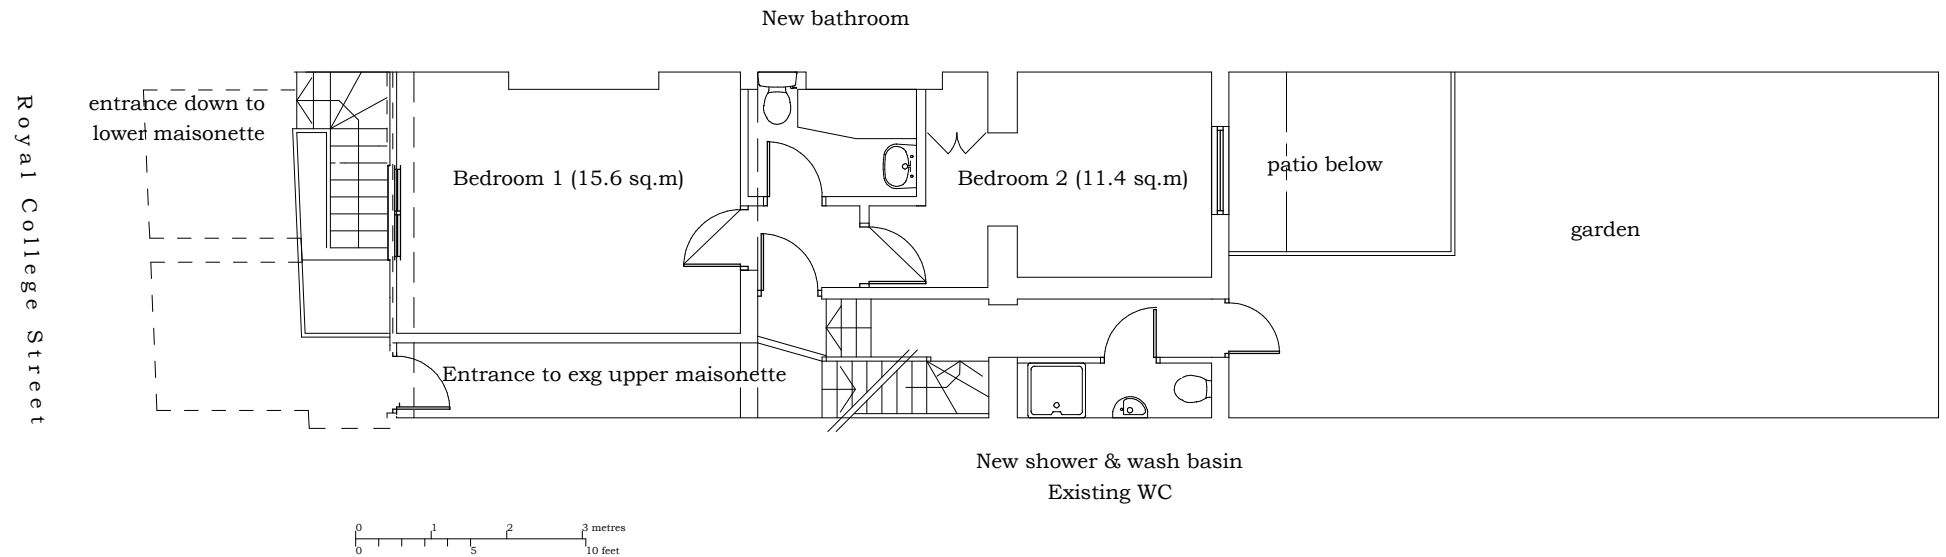 New bathroom
Royal College Street
entrance down to
lower maisonette
Bedroom 1 (15.6 sq.m)
Bedroom 2 (11.4 sq.m)
patio below
garden
Entrance to exg upper maisonette
New shower & wash basin
Existing WC
0 1 2 3 metres
0 5 10 feet